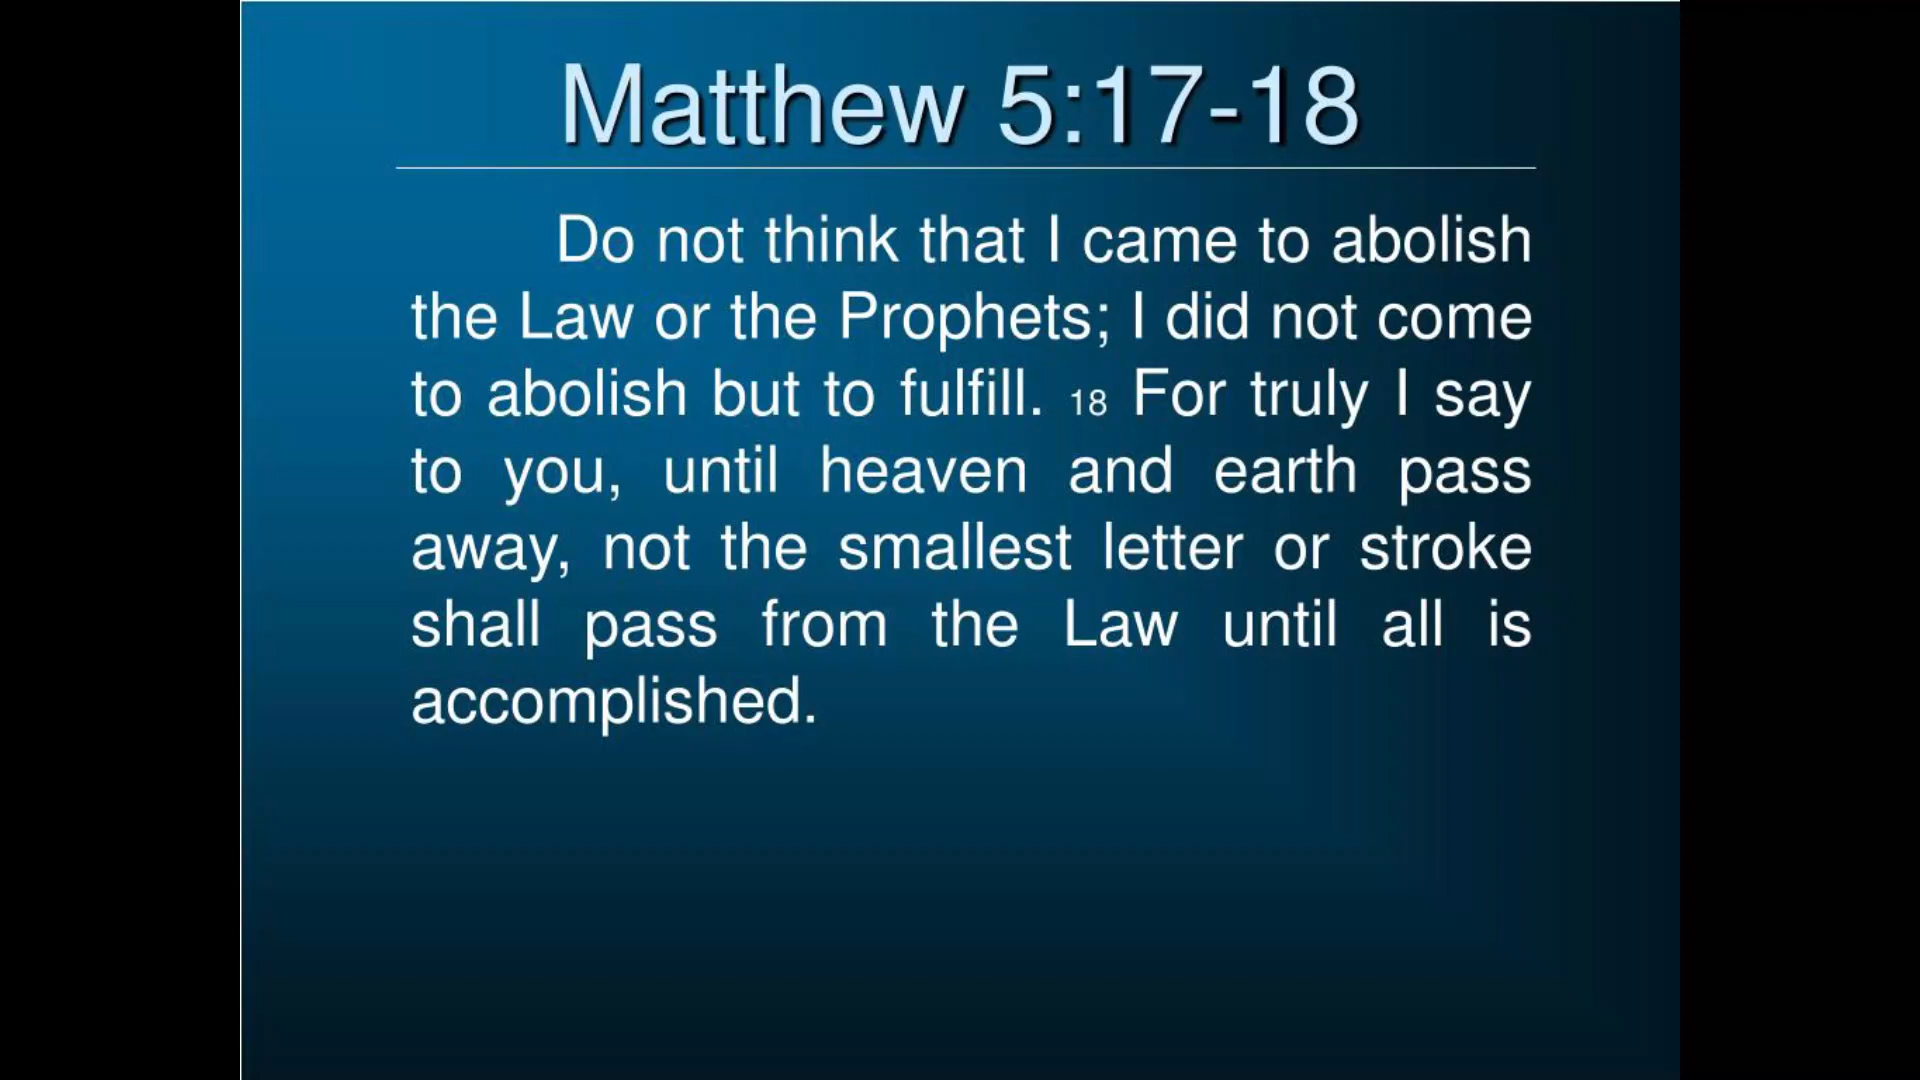 Matthew 5:17-18
Do not think that I came to abolish
the Law or the Prophets; I did not come
to abolish but to fulfill. 18 For truly I say
to you, until heaven and earth pass
away, not the smallest letter or stroke
shall pass from the Law until all is
accomplished.